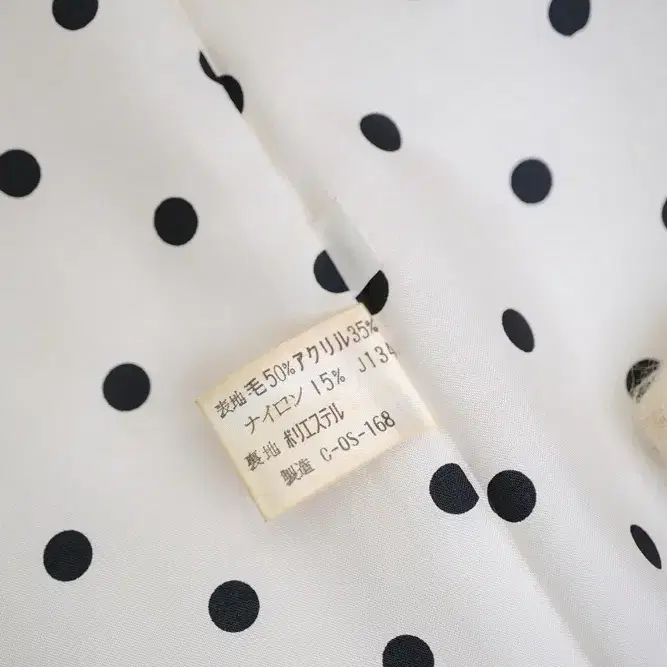 表地 毛50%アクリル35%
ナイロン 15% J134
裏地 ポリエステル
製造 C-OS-168